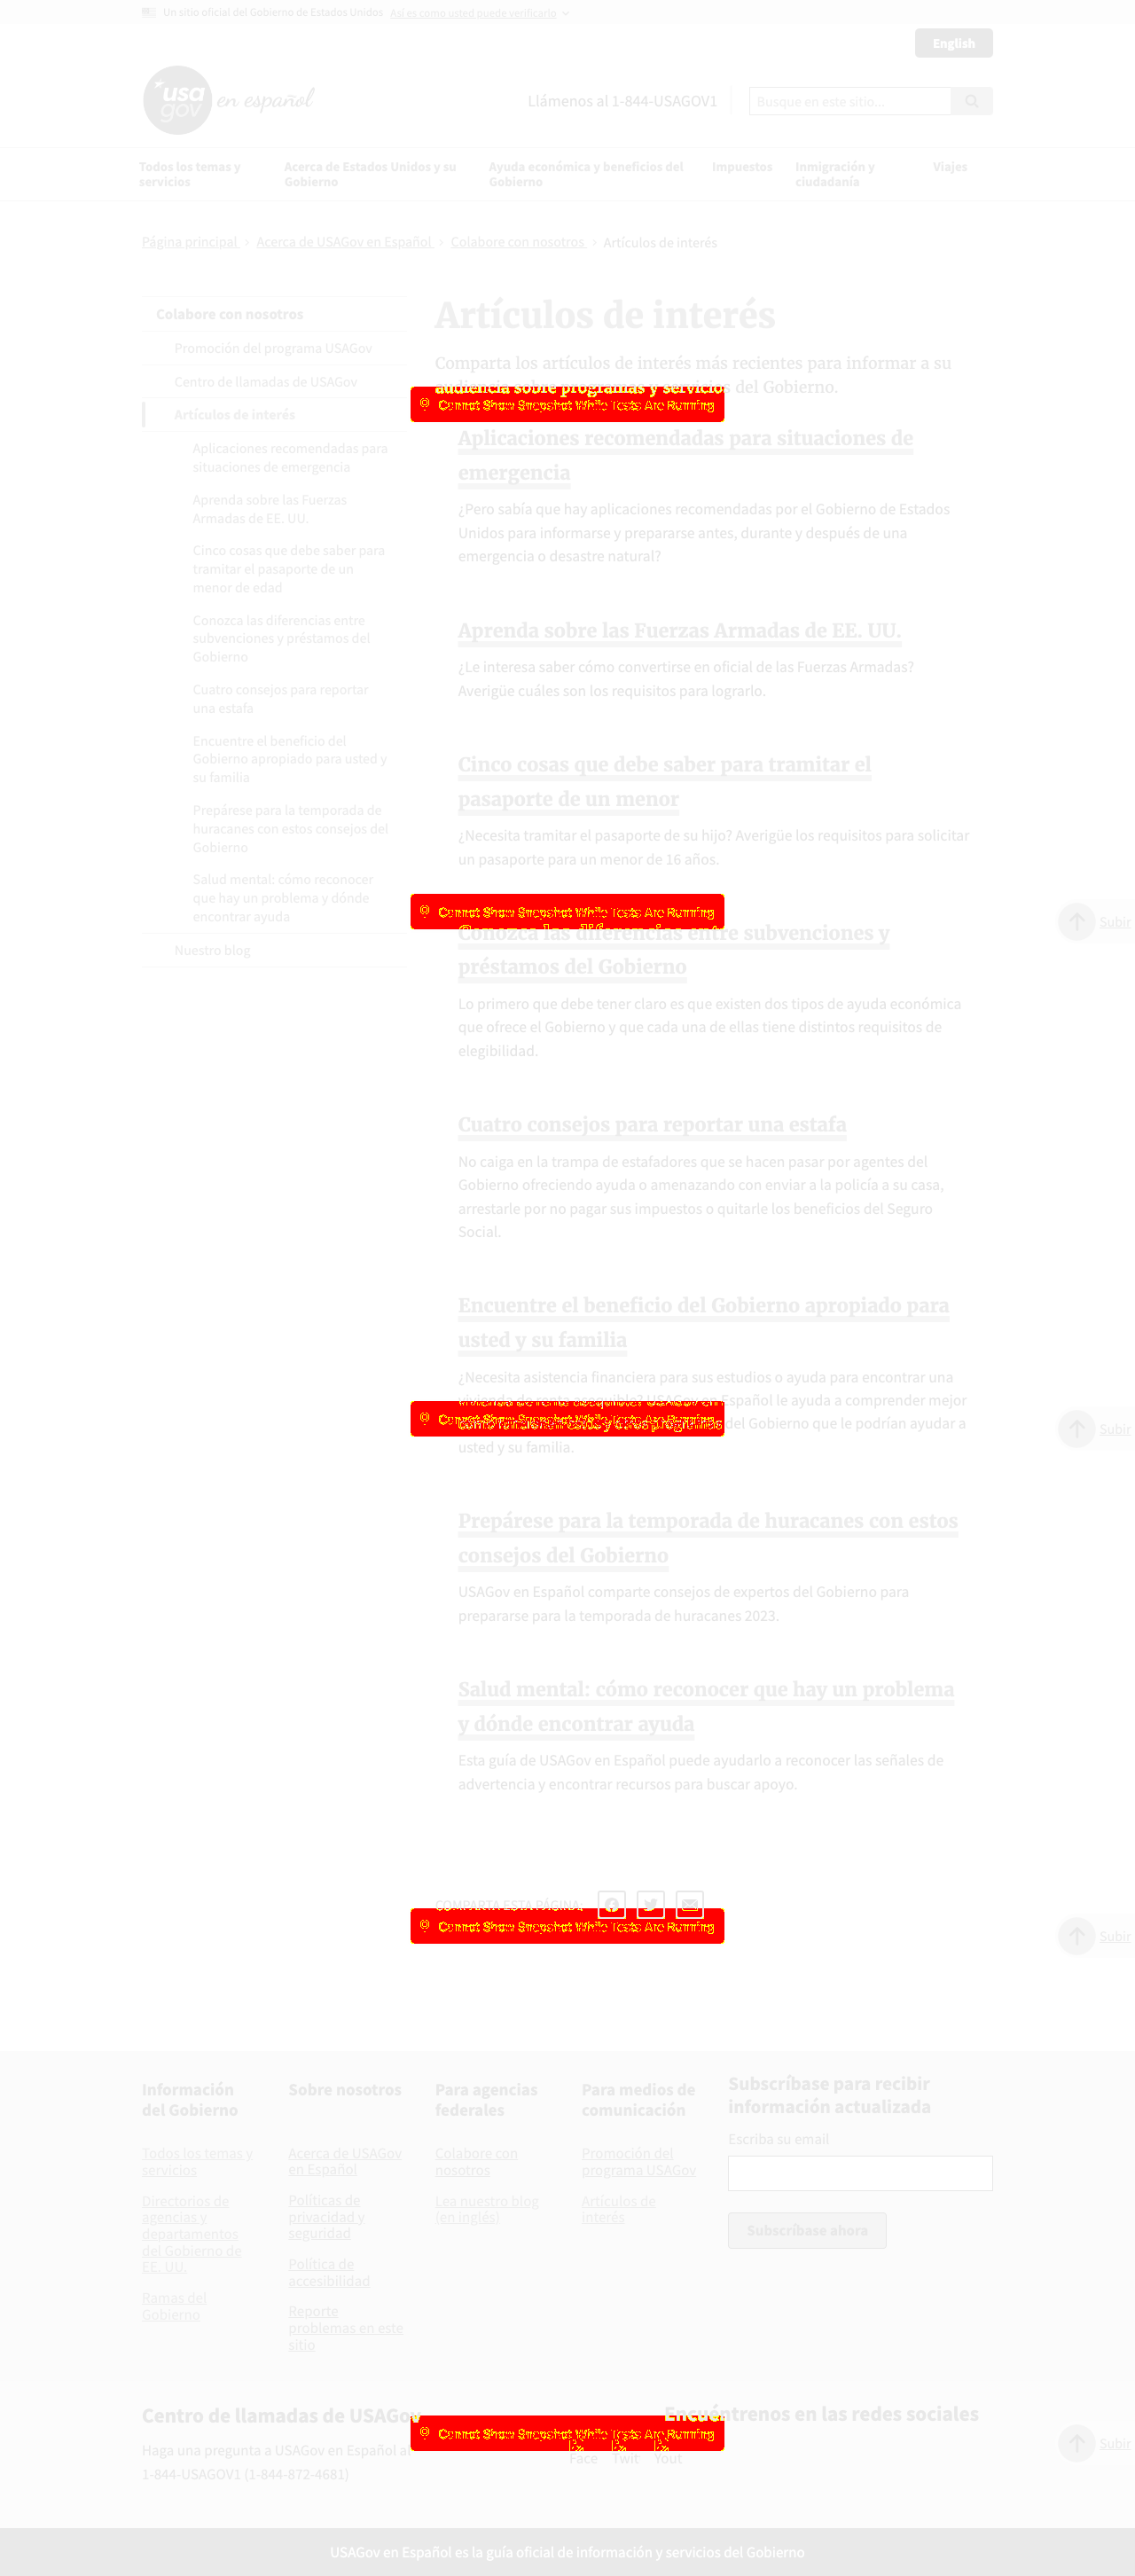 Un sitio oficial del Gobierno de Estados Unidos Así es como usted puede verificarlo
English
usa gov en español
Llámenos al 1-844-USAGOV1
Busque en este sitio...
Todos los temas y servicios
Acerca de Estados Unidos y su Gobierno
Ayuda económica y beneficios del Gobierno
Impuestos
Inmigración y ciudadanía
Viajes
Página principal › Acerca de USAGov en Español › Colabore con nosotros › Artículos de interés
Colabore con nosotros
Promoción del programa USAGov
Centro de llamadas de USAGov
Artículos de interés
Aplicaciones recomendadas para
situaciones de emergencia
Aprenda sobre las Fuerzas
Armadas de EE. UU.
Cinco cosas que debe saber para
tramitar el pasaporte de un
menor de edad
Conozca las diferencias entre
subvenciones y préstamos del
Gobierno
Cuatro consejos para reportar
una estafa
Encuentre el beneficio del
Gobierno apropiado para usted y
su familia
Prepárese para la temporada de
huracanes con estos consejos del
Gobierno
Salud mental: cómo reconocer
que hay un problema y dónde
encontrar ayuda
Nuestro blog
Artículos de interés
Comparta los artículos de interés más recientes para informar a su
audiencia sobre programas y servicios del Gobierno.
Cannot Show Snapshot While Tests Are Running
Aplicaciones recomendadas para situaciones de
emergencia
¿Pero sabía que hay aplicaciones recomendadas por el Gobierno de Estados
Unidos para informarse y prepararse antes, durante y después de una
emergencia o desastre natural?
Aprenda sobre las Fuerzas Armadas de EE. UU.
¿Le interesa saber cómo convertirse en oficial de las Fuerzas Armadas?
Averigüe cuáles son los requisitos para lograrlo.
Cinco cosas que debe saber para tramitar el
pasaporte de un menor
¿Necesita tramitar el pasaporte de su hijo? Averigüe los requisitos para solicitar
un pasaporte para un menor de 16 años.
Cannot Show Snapshot While Tests Are Running
Subir
Conozca las diferencias entre subvenciones y
préstamos del Gobierno
Lo primero que debe tener claro es que existen dos tipos de ayuda económica
que ofrece el Gobierno y que cada una de ellas tiene distintos requisitos de
elegibilidad.
Cuatro consejos para reportar una estafa
No caiga en la trampa de estafadores que se hacen pasar por agentes del
Gobierno ofreciendo ayuda o amenazando con enviar a la policía a su casa,
arrestarle por no pagar sus impuestos o quitarle los beneficios del Seguro
Social.
Encuentre el beneficio del Gobierno apropiado para
usted y su familia
¿Necesita asistencia financiera para sus estudios o ayuda para encontrar una
vivienda de renta asequible? USAGov en Español le ayuda a comprender mejor
Cannot Show Snapshot While Tests Are Running
programas del Gobierno que le podrían ayudar a
Subir
usted y su familia.
Prepárese para la temporada de huracanes con estos
consejos del Gobierno
USAGov en Español comparte consejos de expertos del Gobierno para
prepararse para la temporada de huracanes 2023.
Salud mental: cómo reconocer que hay un problema
y dónde encontrar ayuda
Esta guía de USAGov en Español puede ayudarlo a reconocer las señales de
advertencia y encontrar recursos para buscar apoyo.
COMPARTA ESTA PÁGINA:
Cannot Show Snapshot While Tests Are Running
Subir
Información
del Gobierno
Todos los temas y
servicios
Directorios de
agencias y
departamentos
del Gobierno de
EE. UU.
Ramas del
Gobierno
Sobre nosotros
Acerca de USAGov
en Español
Políticas de
privacidad y
seguridad
Política de
accesibilidad
Reporte
problemas en este
sitio
Para agencias
federales
Colabore con
nosotros
Lea nuestro blog
(en inglés)
Para medios de
comunicación
Promoción del
programa USAGov
Artículos de
interés
Subscríbase para recibir
información actualizada
Escriba su email
Subscríbase ahora
Centro de llamadas de USAGov
Haga una pregunta a USAGov en Español al
1-844-USAGOV1 (1-844-872-4681)
Encuéntrenos en las redes sociales
Cannot Show Snapshot While Tests Are Running
Face Twit Yout
Subir
USAGov en Español es la guía oficial de información y servicios del Gobierno